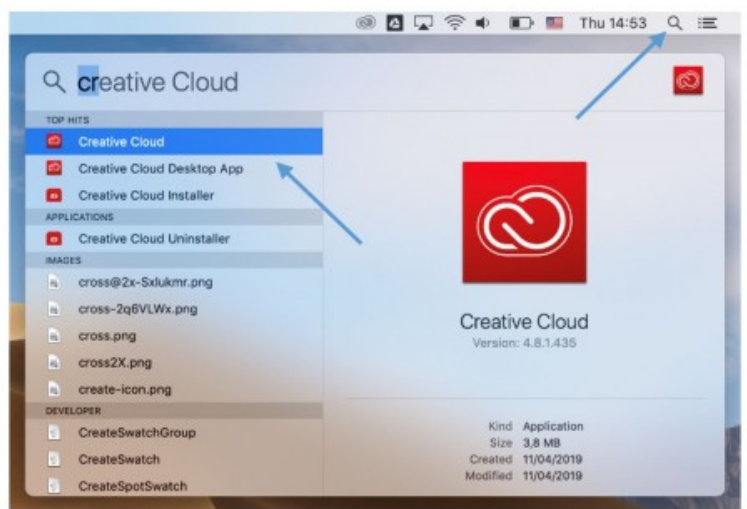 Thu 14:53
creative Cloud
TOP HITS
Creative Cloud
Creative Cloud Desktop App
Creative Cloud Installer
APPLICATIONS
Creative Cloud Uninstaller
IMAGES
cross@2x-Sxlukmr.png
cross-2q6VLWx.png
cross.png
cross2X.png
create-icon.png
DEVELOPER
CreateSwatchGroup
CreateSwatch
CreateSpotSwatch
Creative Cloud
Version: 4.8.1.435
Kind Application
Size 3,8 MB
Created 11/04/2019
Modified 11/04/2019